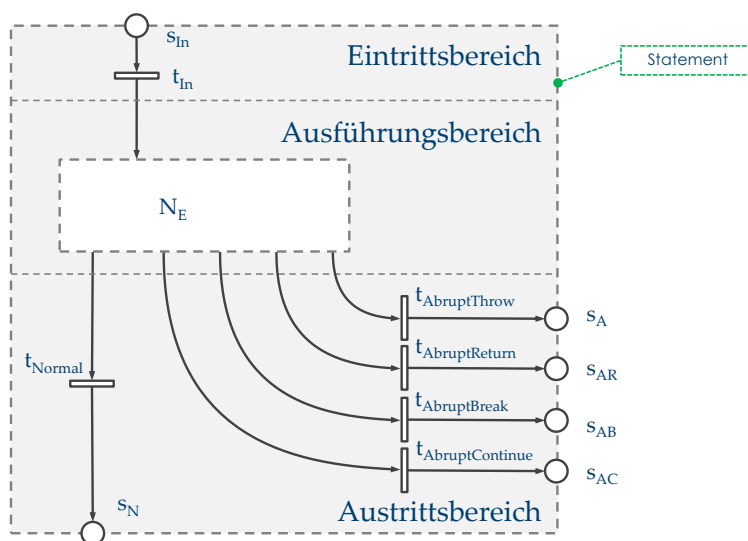 s_In
Eintrittsbereich
Statement
t_In
Ausführungsbereich
N_E
t_AbruptThrow
s_A
t_Normal
t_AbruptReturn
s_AR
t_AbruptBreak
s_AB
t_AbruptContinue
s_AC
s_N
Austrittsbereich